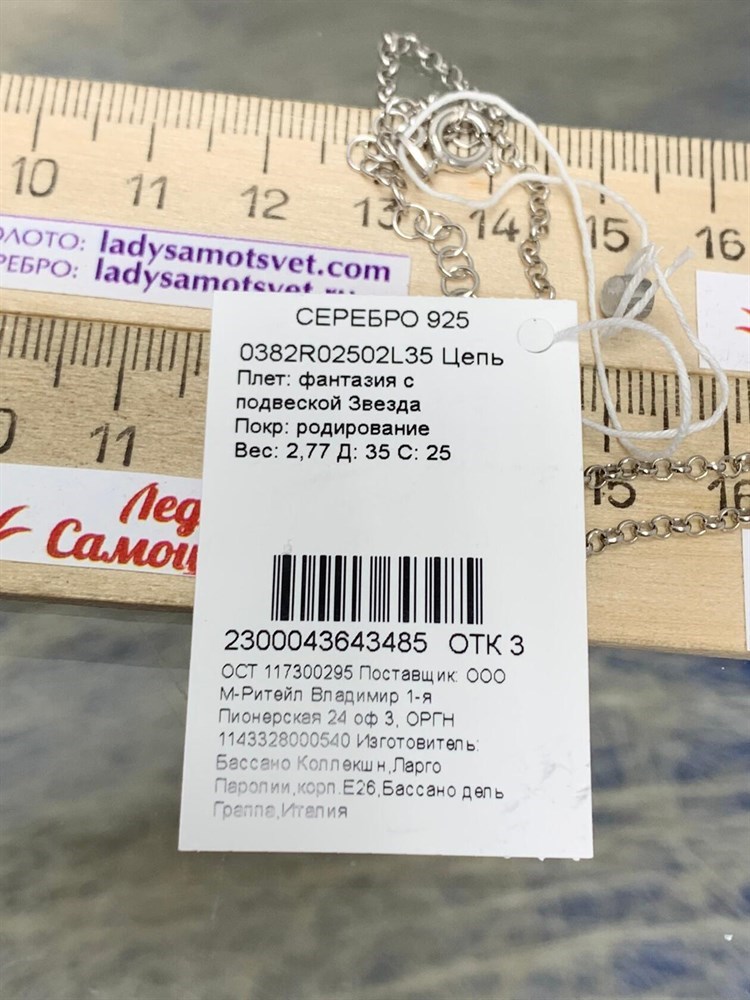 10 11 12 13 14 15 16
ОЛОТО: ladysamotsvet.com
РЕБРО: ladysamotsvet.ru
11 15 16
Лед
Самоц
СЕРЕБРО 925
0382R02502L35 Цепь
Плет: фантазия с
подвеской Звезда
Покр: родирование
Вес: 2,77 Д: 35 С: 25
2300043643485 ОТК 3
ОСТ 117300295 Поставщик: ООО
М-Ритейл Владимир 1-я
Пионерская 24 оф 3, ОРГН
1143328000540 Изготовитель:
Бассано Коллекшн,Ларго
Паролии,корп.Е26,Бассано дель
Граппа,Италия